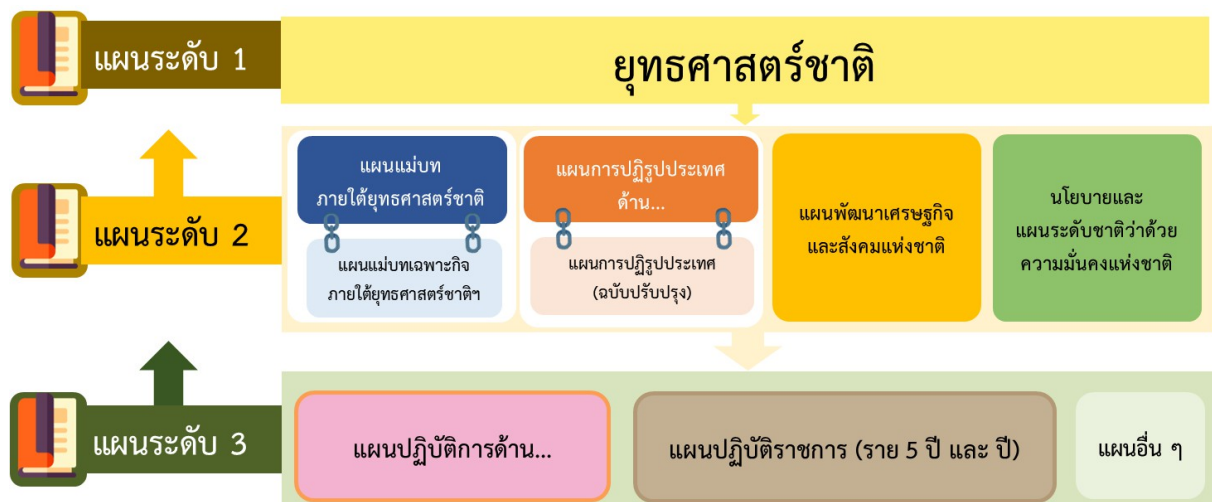 แผนระดับ 1
ยุทธศาสตร์ชาติ
แผนระดับ 2
แผนแม่บท
ภายใต้ยุทธศาสตร์ชาติ
แผนแม่บทเฉพาะกิจ
ภายใต้ยุทธศาสตร์ชาติฯ
แผนการปฏิรูปประเทศ
ด้าน...
แผนการปฏิรูปประเทศ
(ฉบับปรับปรุง)
แผนพัฒนาเศรษฐกิจ
และสังคมแห่งชาติ
นโยบายและ
แผนระดับชาติว่าด้วย
ความมั่นคงแห่งชาติ
แผนระดับ 3
แผนปฏิบัติการด้าน...
แผนปฏิบัติราชการ (ราย 5 ปี และ ปี)
แผนอื่น ๆ